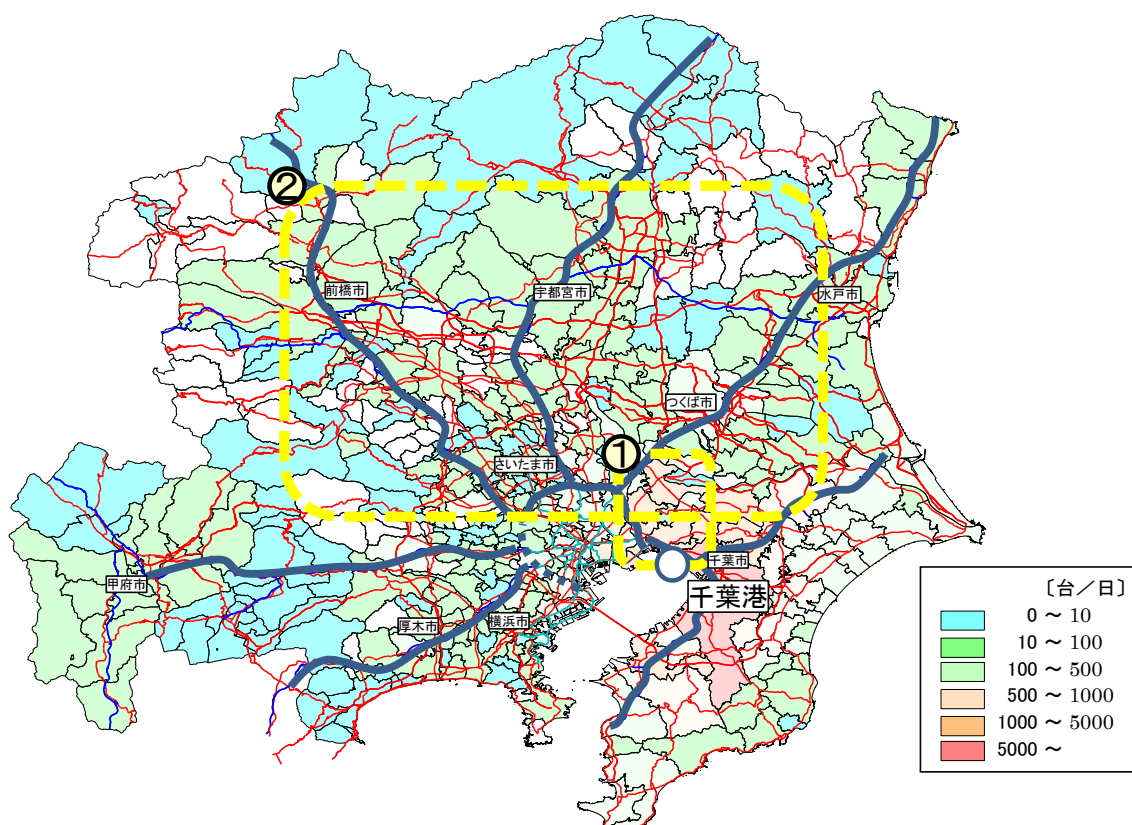 ②
前橋市
宇都宮市
水戸市
つくば市
①
さいたま市
千葉市
甲府市
千葉港
厚木市
横浜市
〔台／日〕
0 ～ 10
10 ～ 100
100 ～ 500
500 ～ 1000
1000 ～ 5000
5000 ～